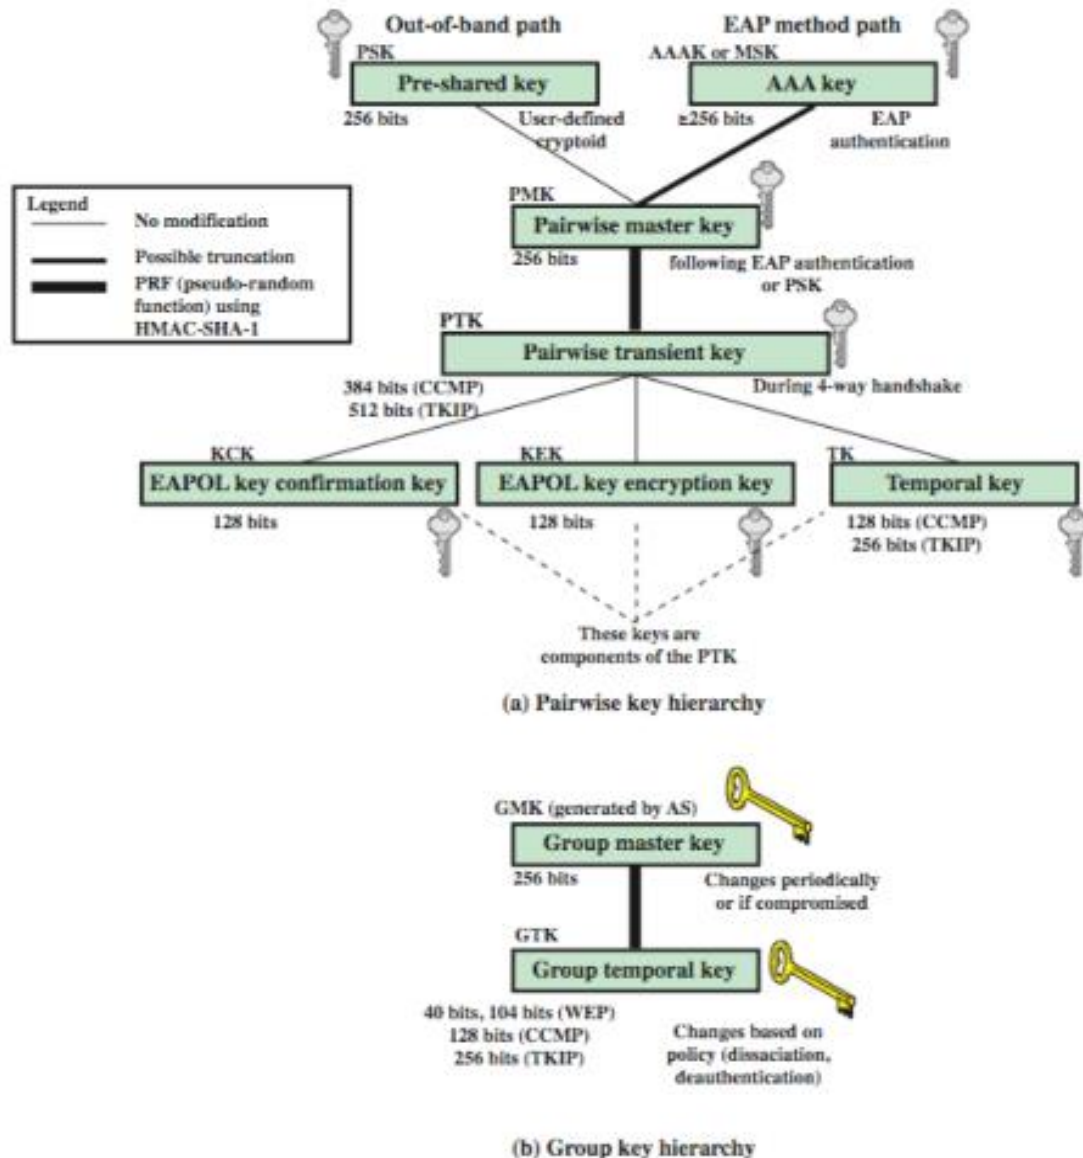 Out-of-band path
EAP method path
PSK
AAAK or MSK
Pre-shared key
AAA key
256 bits
User-defined
cryptoid
≥256 bits
EAP
authentication
Legend
No modification
Possible truncation
PRF (pseudo-random
function) using
HMAC-SHA-1
PMK
Pairwise master key
256 bits
following EAP authentication
or PSK
PTK
Pairwise transient key
384 bits (CCMP)
512 bits (TKIP)
During 4-way handshake
KCK
KEK
TK
EAPOL key confirmation key
EAPOL key encryption key
Temporal key
128 bits
128 bits
128 bits (CCMP)
256 bits (TKIP)
These keys are
components of the PTK
(a) Pairwise key hierarchy
GMK (generated by AS)
Group master key
256 bits
Changes periodically
or if compromised
GTK
Group temporal key
40 bits, 104 bits (WEP)
128 bits (CCMP)
256 bits (TKIP)
Changes based on
policy (dissaciation,
deauthentication)
(b) Group key hierarchy